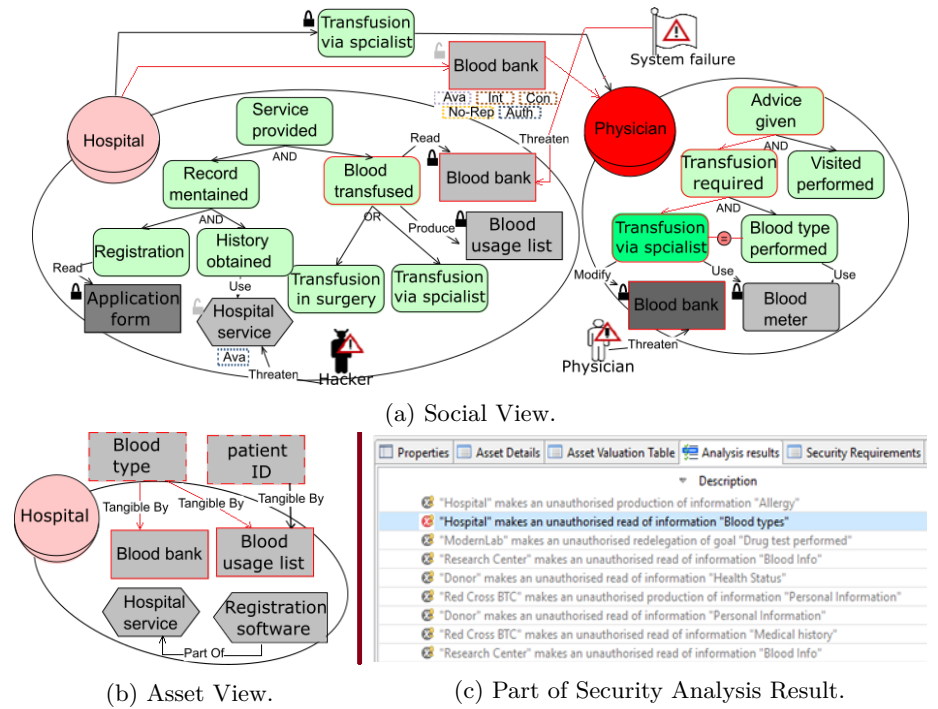 Transfusion
via spcialist
System failure
Blood bank
Ava
Int
Con
No-Rep
Auth
Hospital
Service
provided
AND
Read
Threaten
Physician
Advice
given
AND
Record
mentained
Blood
transfused
Blood bank
Transfusion
required
Visited
performed
AND
OR
Produce
Blood
usage list
AND
Registration
History
obtained
Transfusion
via spcialist
=
Blood type
performed
Read
Use
Transfusion
in surgery
Transfusion
via spcialist
Modify
Use
Use
Application
form
Hospital
service
Blood bank
Blood
meter
Ava
Threaten
Hacker
Threaten
Physician
(a) Social View.
Blood
type
patient
ID
Hospital
Tangible By
Tangible By
Tangible By
Blood bank
Blood
usage list
Hospital
service
Registration
software
Part Of
(b) Asset View.
Properties
Asset Details
Asset Valuation Table
Analysis results
Security Requirements
Description
"Hospital" makes an unauthorised production of information "Allergy"
"Hospital" makes an unauthorised read of information "Blood types"
"ModernLab" makes an unauthorised redelegation of goal "Drug test performed"
"Research Center" makes an unauthorised read of information "Blood Info"
"Donor" makes an unauthorised read of information "Health Status"
"Red Cross BTC" makes an unauthorised production of information "Personal Information"
"Donor" makes an unauthorised read of information "Personal Information"
"Red Cross BTC" makes an unauthorised read of information "Medical history"
"Research Center" makes an unauthorised read of information "Blood Info"
(c) Part of Security Analysis Result.